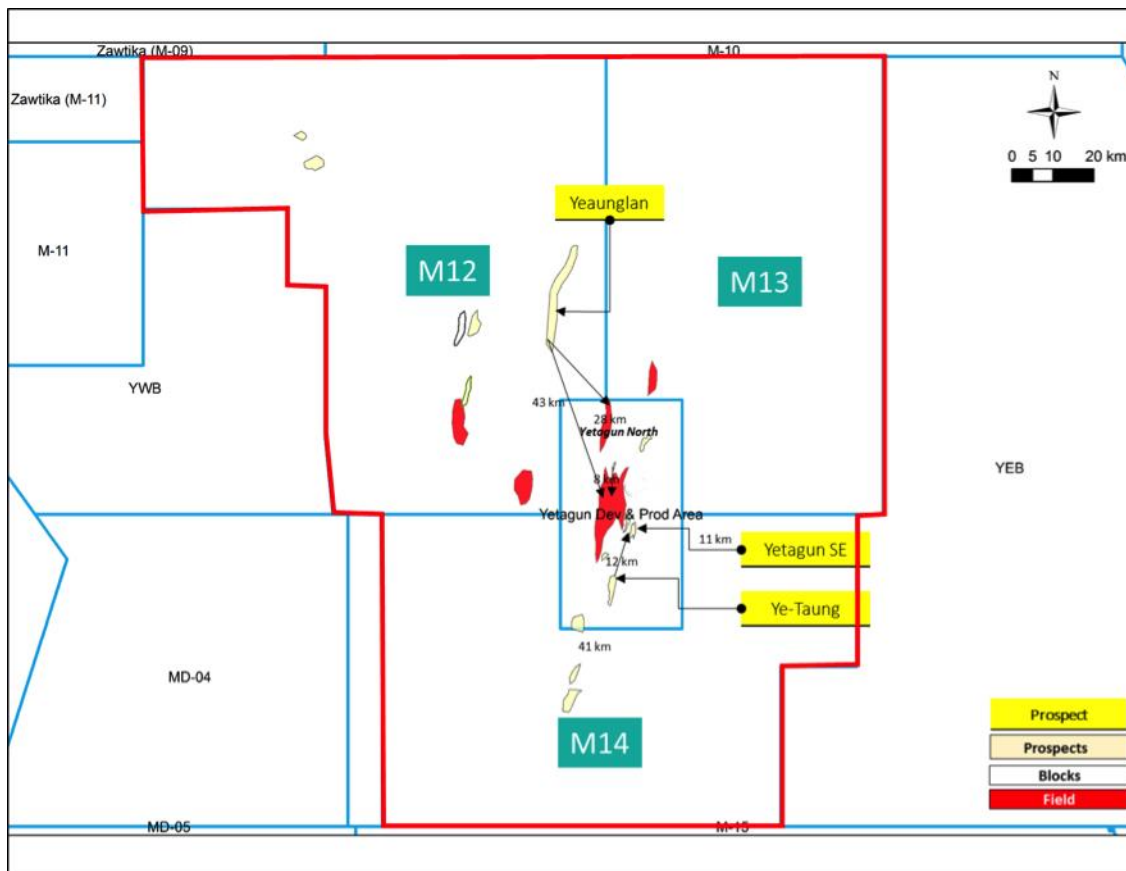 Zawtika (M-09)
M-10
Zawtika (M-11)
N
0 5 10 20 km
Yeaunglan
M-11
M12
M13
YWB
43 km
28 km
Yetagun North
YEB
8 km
Yetagun Dev & Prod Area
11 km
Yetagun SE
12 km
Ye-Taung
41 km
MD-04
M14
Prospect
Prospects
Blocks
Field
MD-05
M-15